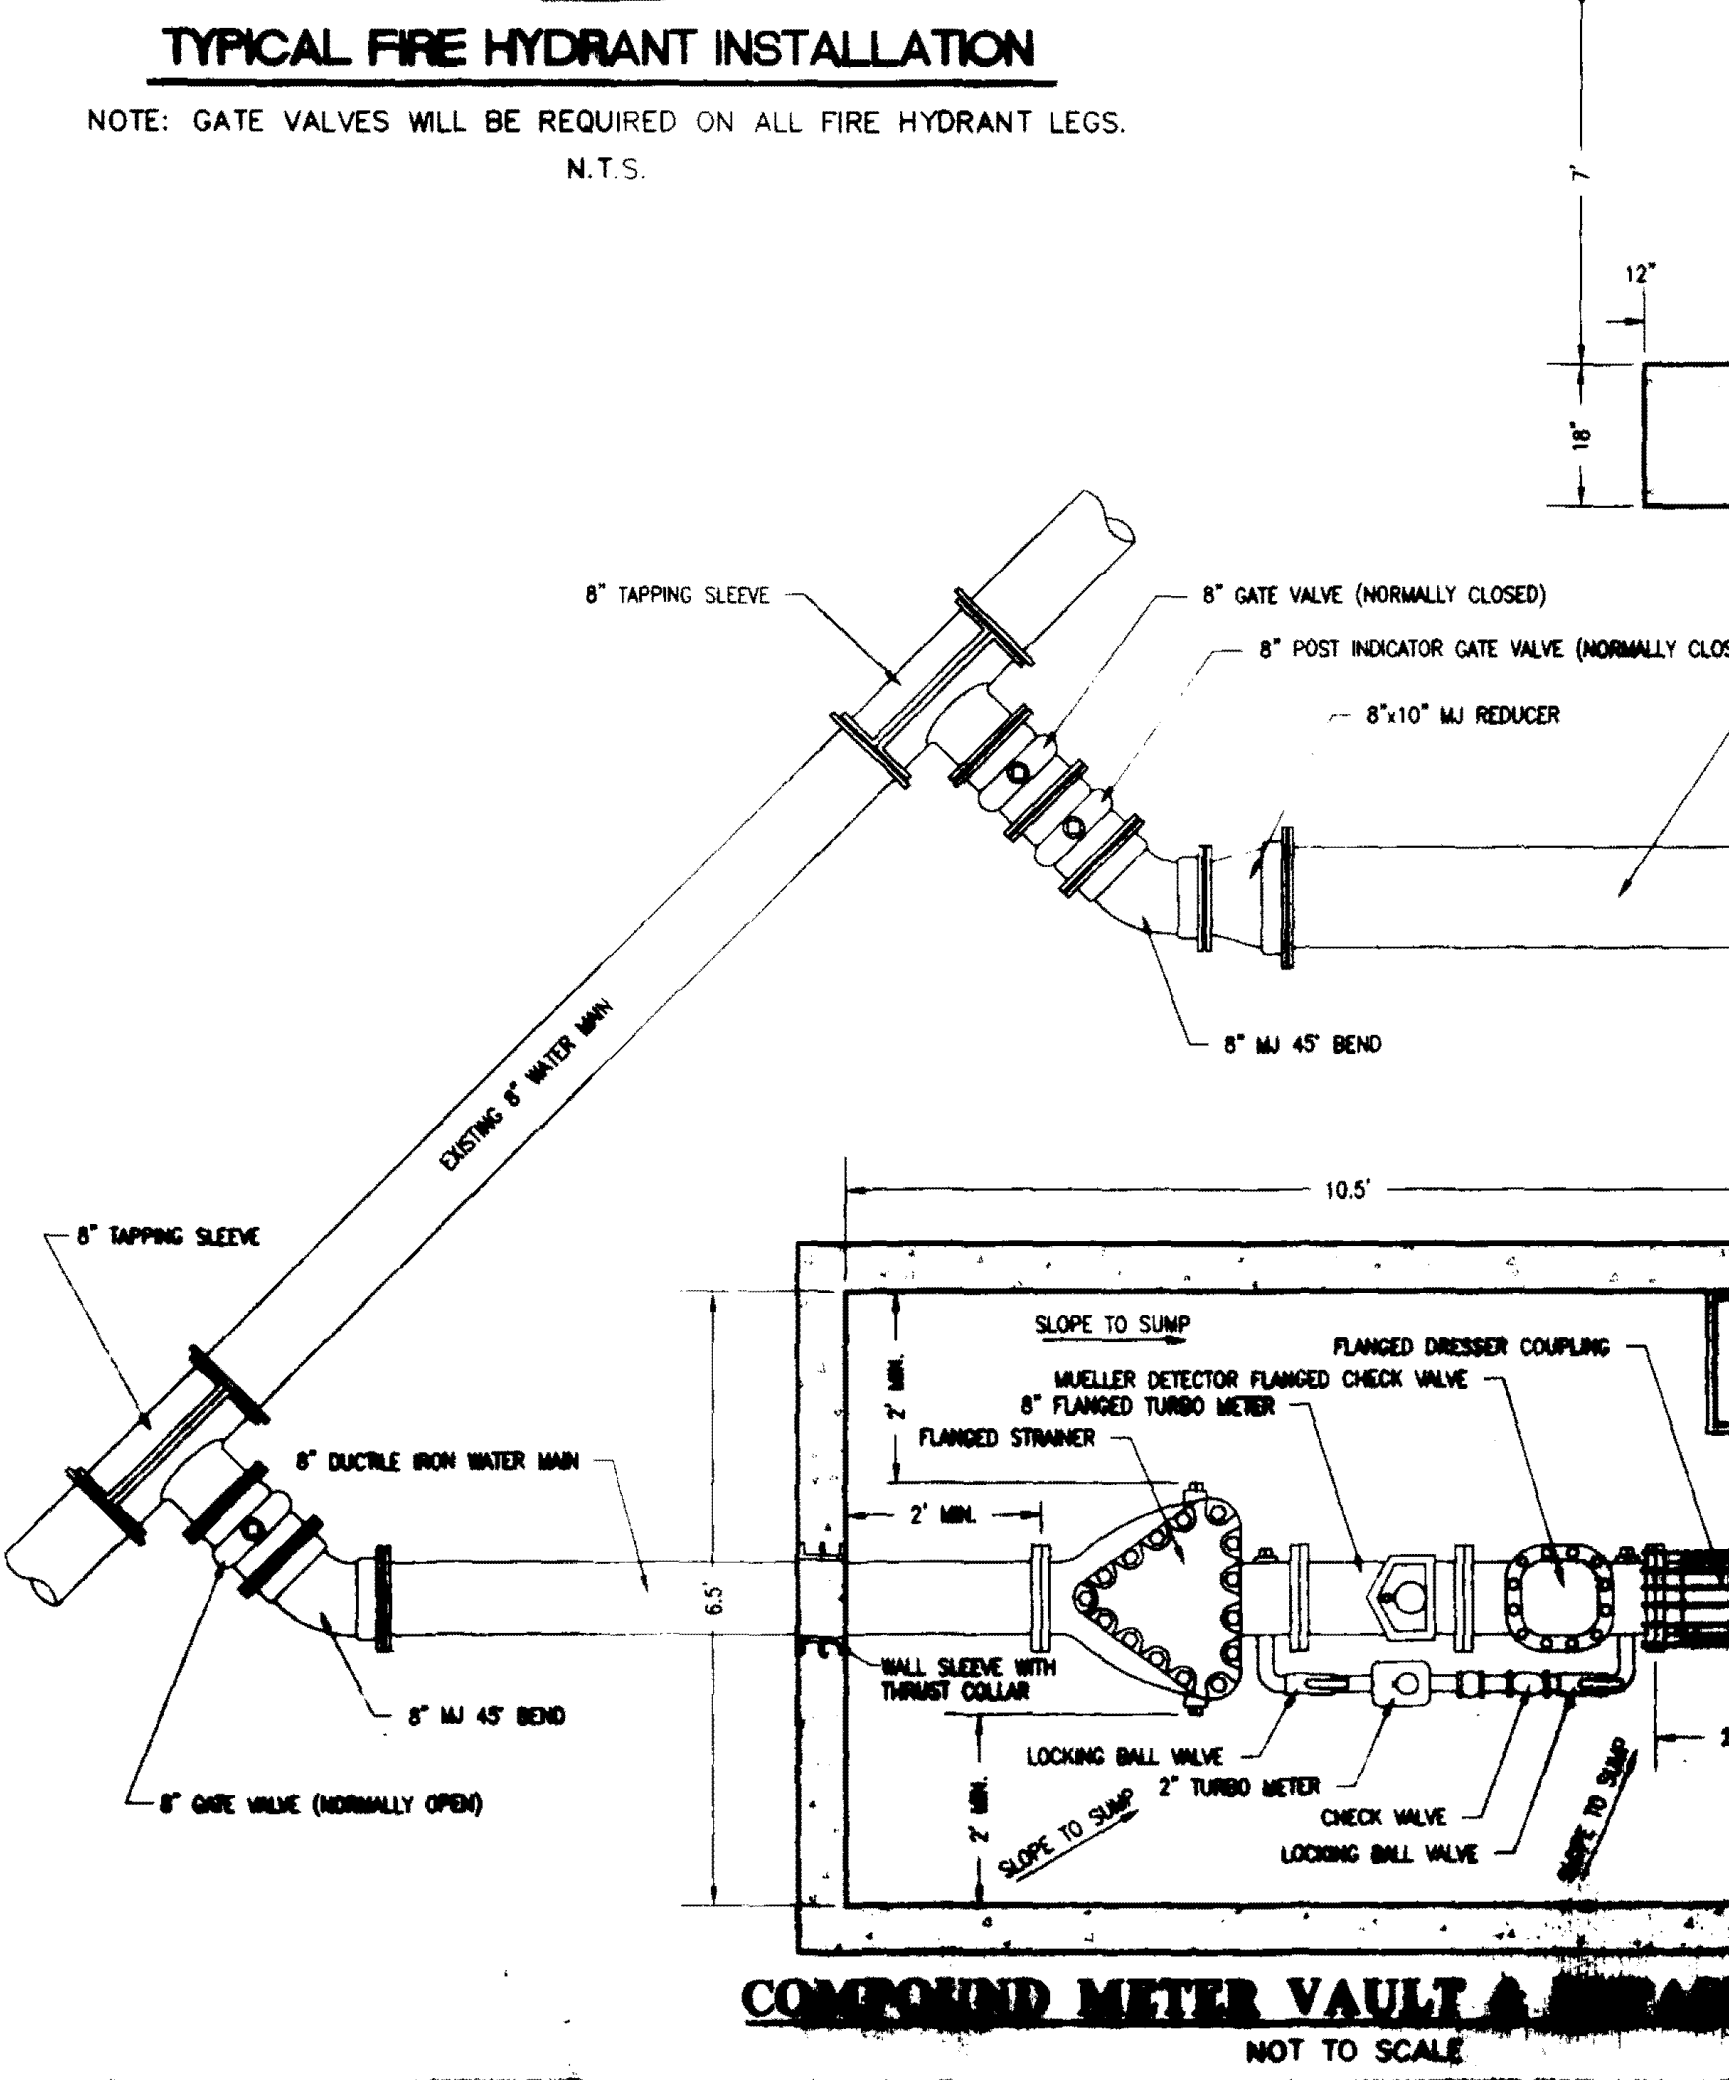 TYPICAL FIRE HYDRANT INSTALLATION
NOTE: GATE VALVES WILL BE REQUIRED ON ALL FIRE HYDRANT LEGS.
N.T.S.
7'
12"
18"
8" TAPPING SLEEVE
8" GATE VALVE (NORMALLY CLOSED)
8" POST INDICATOR GATE VALVE (NORMALLY CLOS
8"x10" MJ REDUCER
8" MJ 45° BEND
EXISTING 8" WATER MAIN
10.5'
8" TAPPING SLEEVE
SLOPE TO SUMP
FLANGED DRESSER COUPLING
2' MIN.
MUELLER DETECTOR FLANGED CHECK VALVE
8" FLANGED TURBO METER
FLANGED STRAINER
8" DUCTILE IRON WATER MAIN
2' MIN.
6.5'
WALL SLEEVE WITH
THRUST COLLAR
8" MJ 45° BEND
LOCKING BALL VALVE
2" TURBO METER
8" GATE VALVE (NORMALLY OPEN)
2' MIN.
SLOPE TO SUMP
CHECK VALVE
LOCKING BALL VALVE
SLOPE TO SUMP
COMPOUND METER VAULT &
NOT TO SCALE